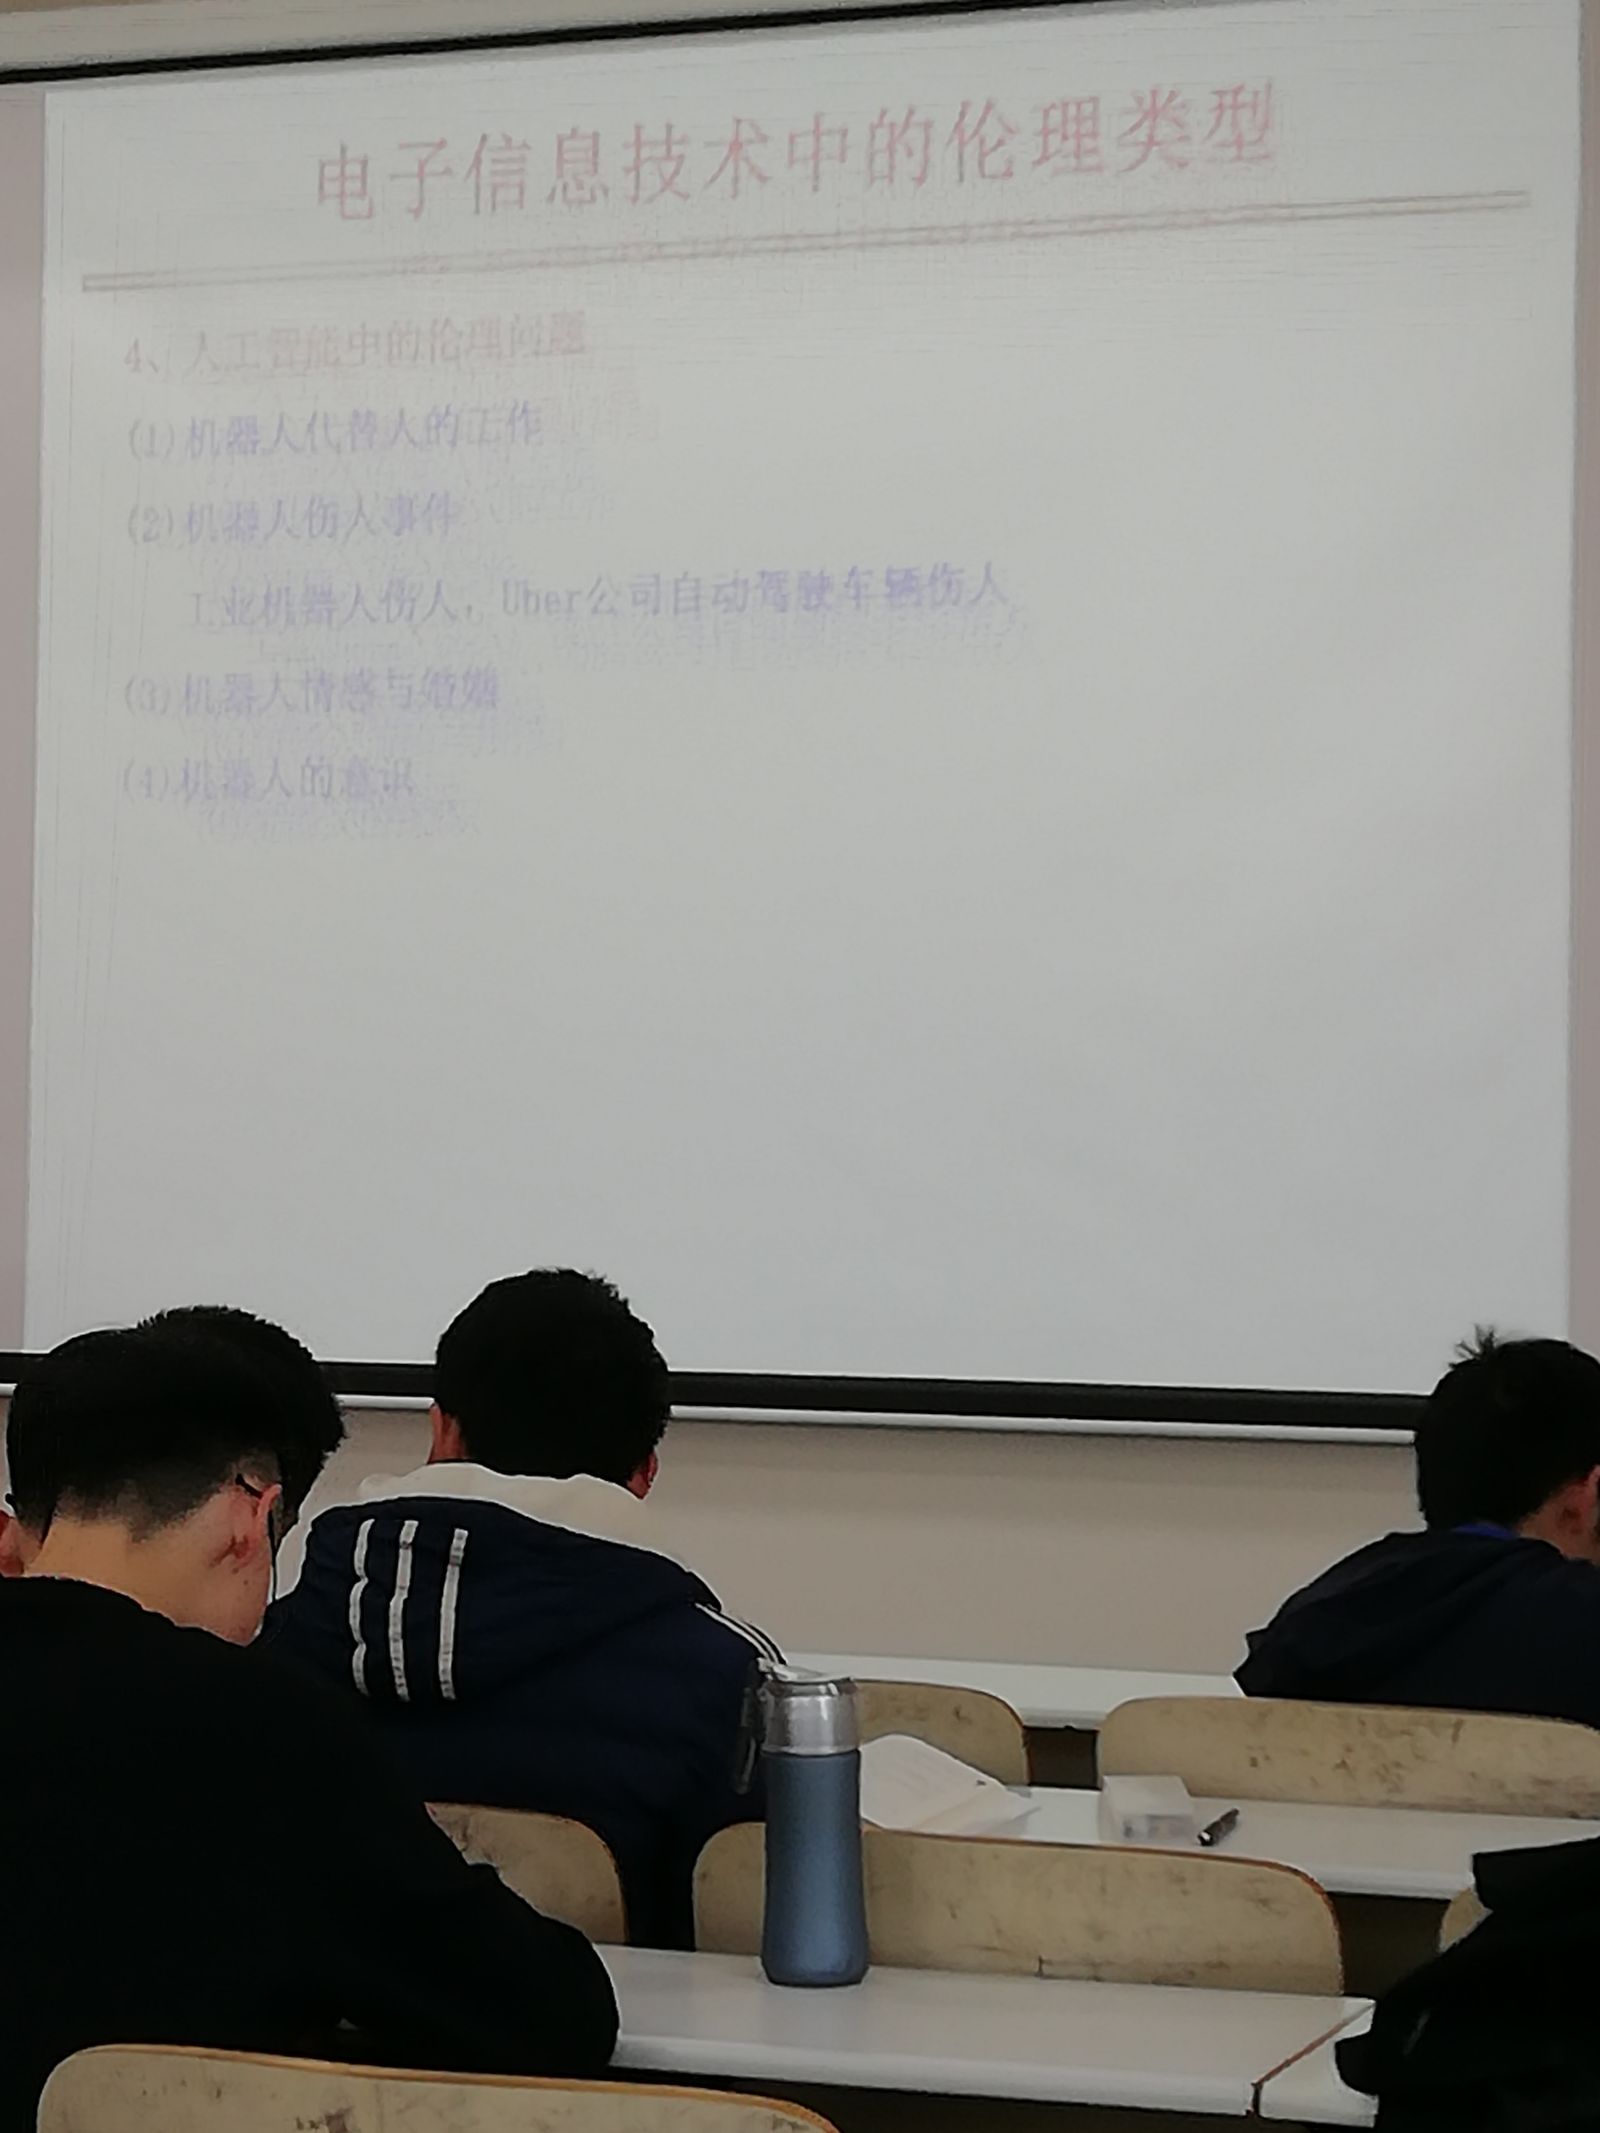 电子信息技术中的伦理类型
4、人工智能中的伦理问题
(1)机器人代替人的工作
(2)机器人伤人事件
工业机器人伤人，Uber公司自动驾驶车辆伤人
(3)机器人情感与婚姻
(4)机器人的意识